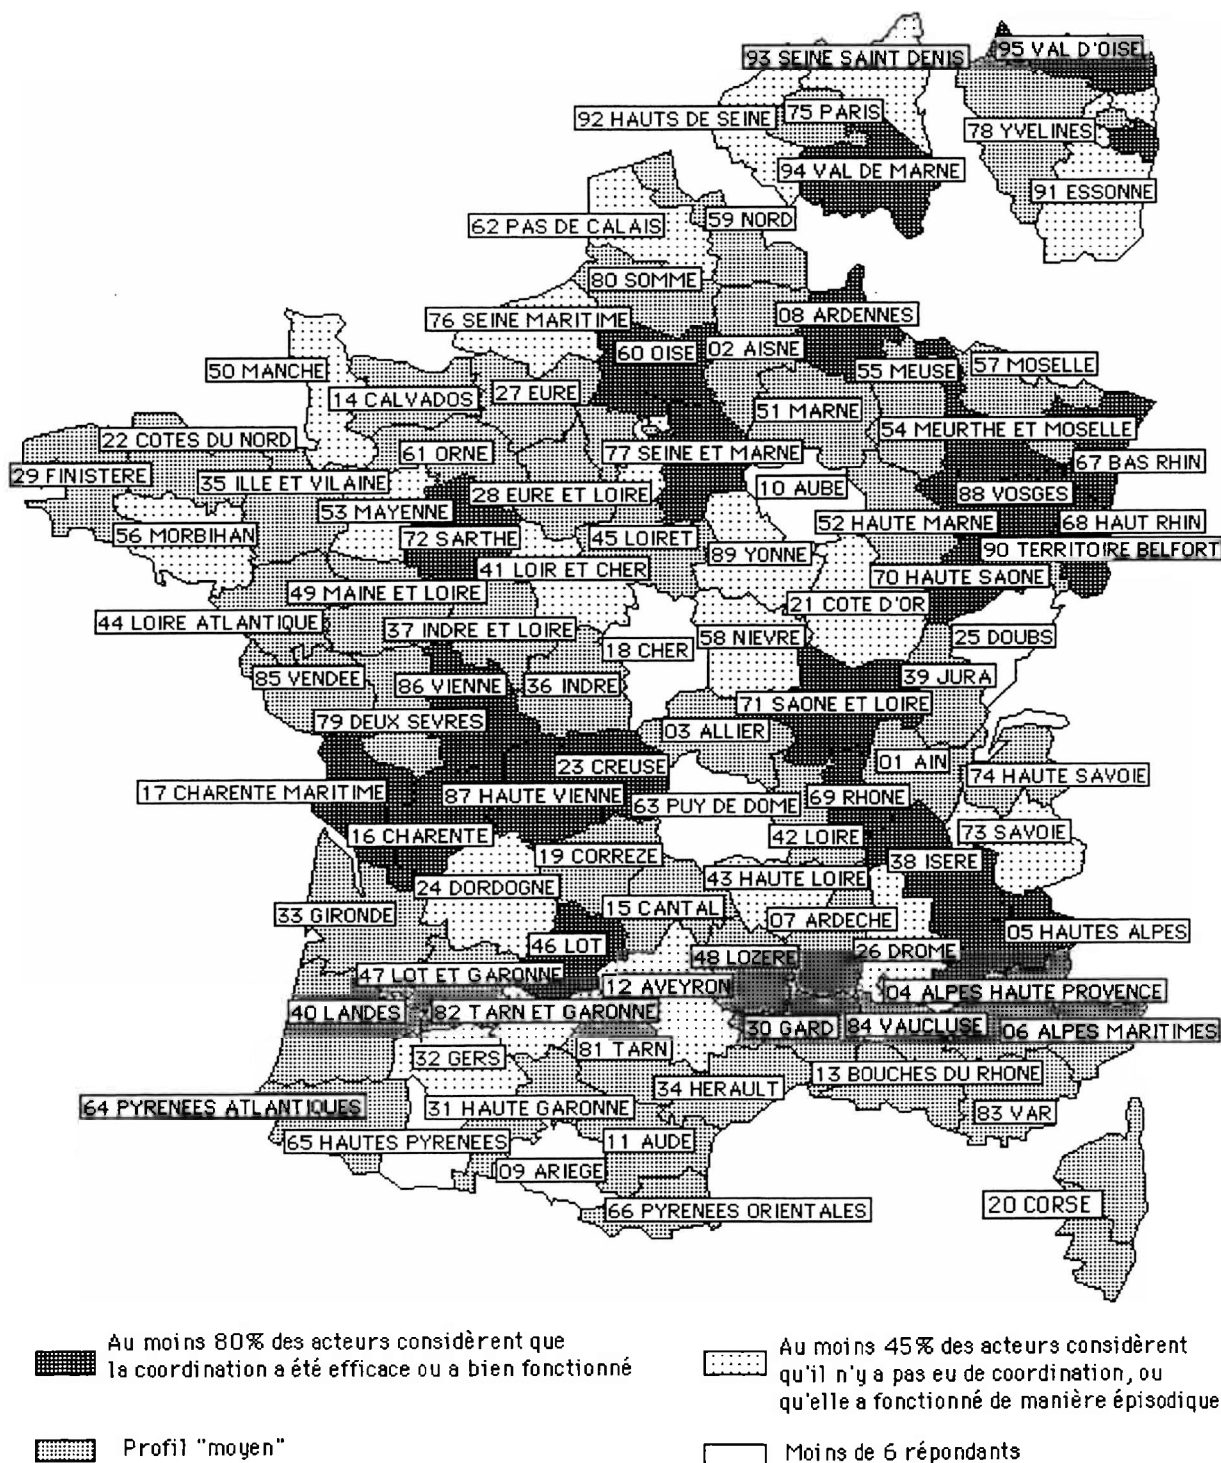 93 SEINE SAINT DENIS
95 VAL D'OISE
92 HAUTS DE SEINE
75 PARIS
78 YVELINES
94 VAL DE MARNE
91 ESSONNE
62 PAS DE CALAIS
59 NORD
80 SOMME
76 SEINE MARITIME
08 ARDENNES
60 OISE
02 AISNE
50 MANCHE
55 MEUSE
57 MOSELLE
14 CALVADOS
27 EURE
51 MARNE
54 MEURTHE ET MOSELLE
22 COTES DU NORD
61 ORNE
77 SEINE ET MARNE
67 BAS RHIN
29 FINISTERE
35 ILLE ET VILAINE
28 EURE ET LOIRE
10 AUBE
88 VOSGES
53 MAYENNE
52 HAUTE MARNE
68 HAUT RHIN
56 MORBIHAN
72 SARTHE
45 LOIRET
89 YONNE
90 TERRITOIRE BELFORT
41 LOIR ET CHER
70 HAUTE SAONE
49 MAINE ET LOIRE
21 COTE D'OR
44 LOIRE ATLANTIQUE
37 INDRE ET LOIRE
58 NIEVRE
25 DOUBS
18 CHER
85 VENDEE
86 VIENNE
36 INDRE
39 JURA
71 SAONE ET LOIRE
79 DEUX SEVRES
03 ALLIER
01 AIN
23 CREUSE
74 HAUTE SAVOIE
17 CHARENTE MARITIME
87 HAUTE VIENNE
63 PUY DE DOME
69 RHONE
16 CHARENTE
42 LOIRE
73 SAVOIE
19 CORREZE
38 ISERE
24 DORDOGNE
43 HAUTE LOIRE
33 GIRONDE
15 CANTAL
07 ARDECHE
05 HAUTES ALPES
46 LOT
48 LOZERE
26 DROME
47 LOT ET GARONNE
12 AVEYRON
04 ALPES HAUTE PROVENCE
40 LANDES
82 TARN ET GARONNE
30 GARD
84 VAUCLUSE
06 ALPES MARITIMES
32 GERS
81 TARN
13 BOUCHES DU RHONE
34 HERAULT
64 PYRENEES ATLANTIQUES
31 HAUTE GARONNE
83 VAR
65 HAUTES PYRENEES
11 AUDE
09 ARIEGE
66 PYRENEES ORIENTALES
20 CORSE
Au moins 80% des acteurs considèrent que
la coordination a été efficace ou a bien fonctionné
Au moins 45% des acteurs considèrent
qu'il n'y a pas eu de coordination, ou
qu'elle a fonctionné de manière épisodique
Profil "moyen"
Moins de 6 répondants